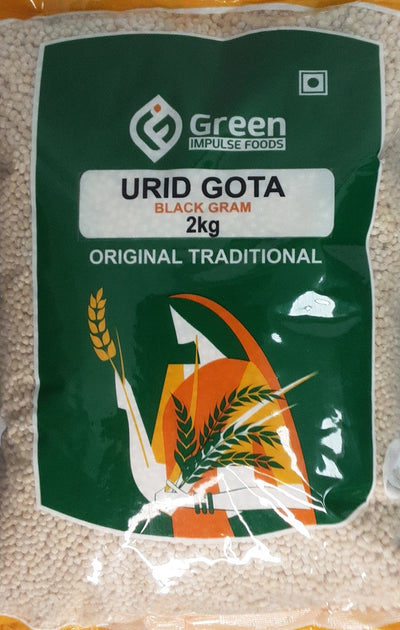 Green
IMPULSE FOODS
URID GOTA
BLACK GRAM
2kg
ORIGINAL TRADITIONAL